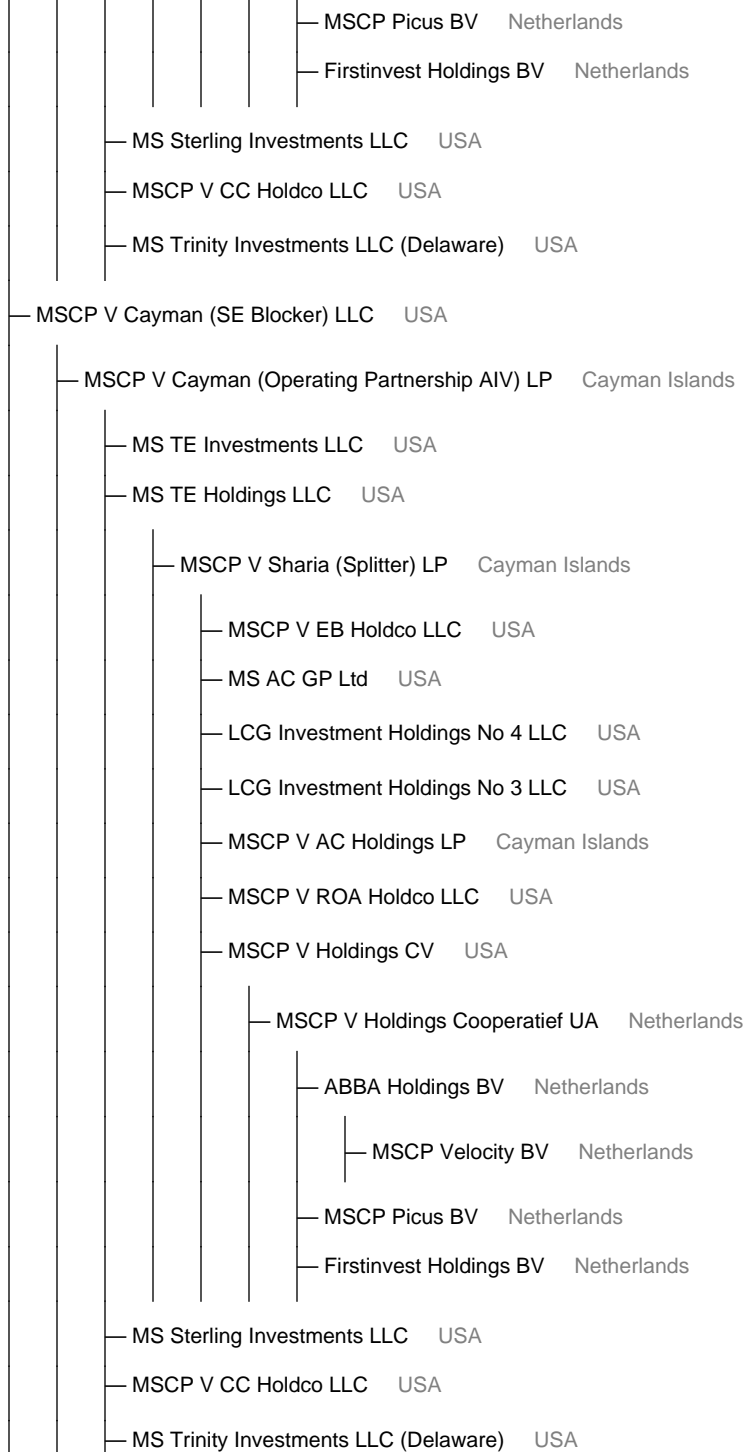 MSCP Picus BV Netherlands
Firstinvest Holdings BV Netherlands
MS Sterling Investments LLC USA
MSCP V CC Holdco LLC USA
MS Trinity Investments LLC (Delaware) USA
MSCP V Cayman (SE Blocker) LLC USA
MSCP V Cayman (Operating Partnership AIV) LP Cayman Islands
MS TE Investments LLC USA
MS TE Holdings LLC USA
MSCP V Sharia (Splitter) LP Cayman Islands
MSCP V EB Holdco LLC USA
MS AC GP Ltd USA
LCG Investment Holdings No 4 LLC USA
LCG Investment Holdings No 3 LLC USA
MSCP V AC Holdings LP Cayman Islands
MSCP V ROA Holdco LLC USA
MSCP V Holdings CV USA
MSCP V Holdings Cooperatief UA Netherlands
ABBA Holdings BV Netherlands
MSCP Velocity BV Netherlands
MSCP Picus BV Netherlands
Firstinvest Holdings BV Netherlands
MS Sterling Investments LLC USA
MSCP V CC Holdco LLC USA
MS Trinity Investments LLC (Delaware) USA